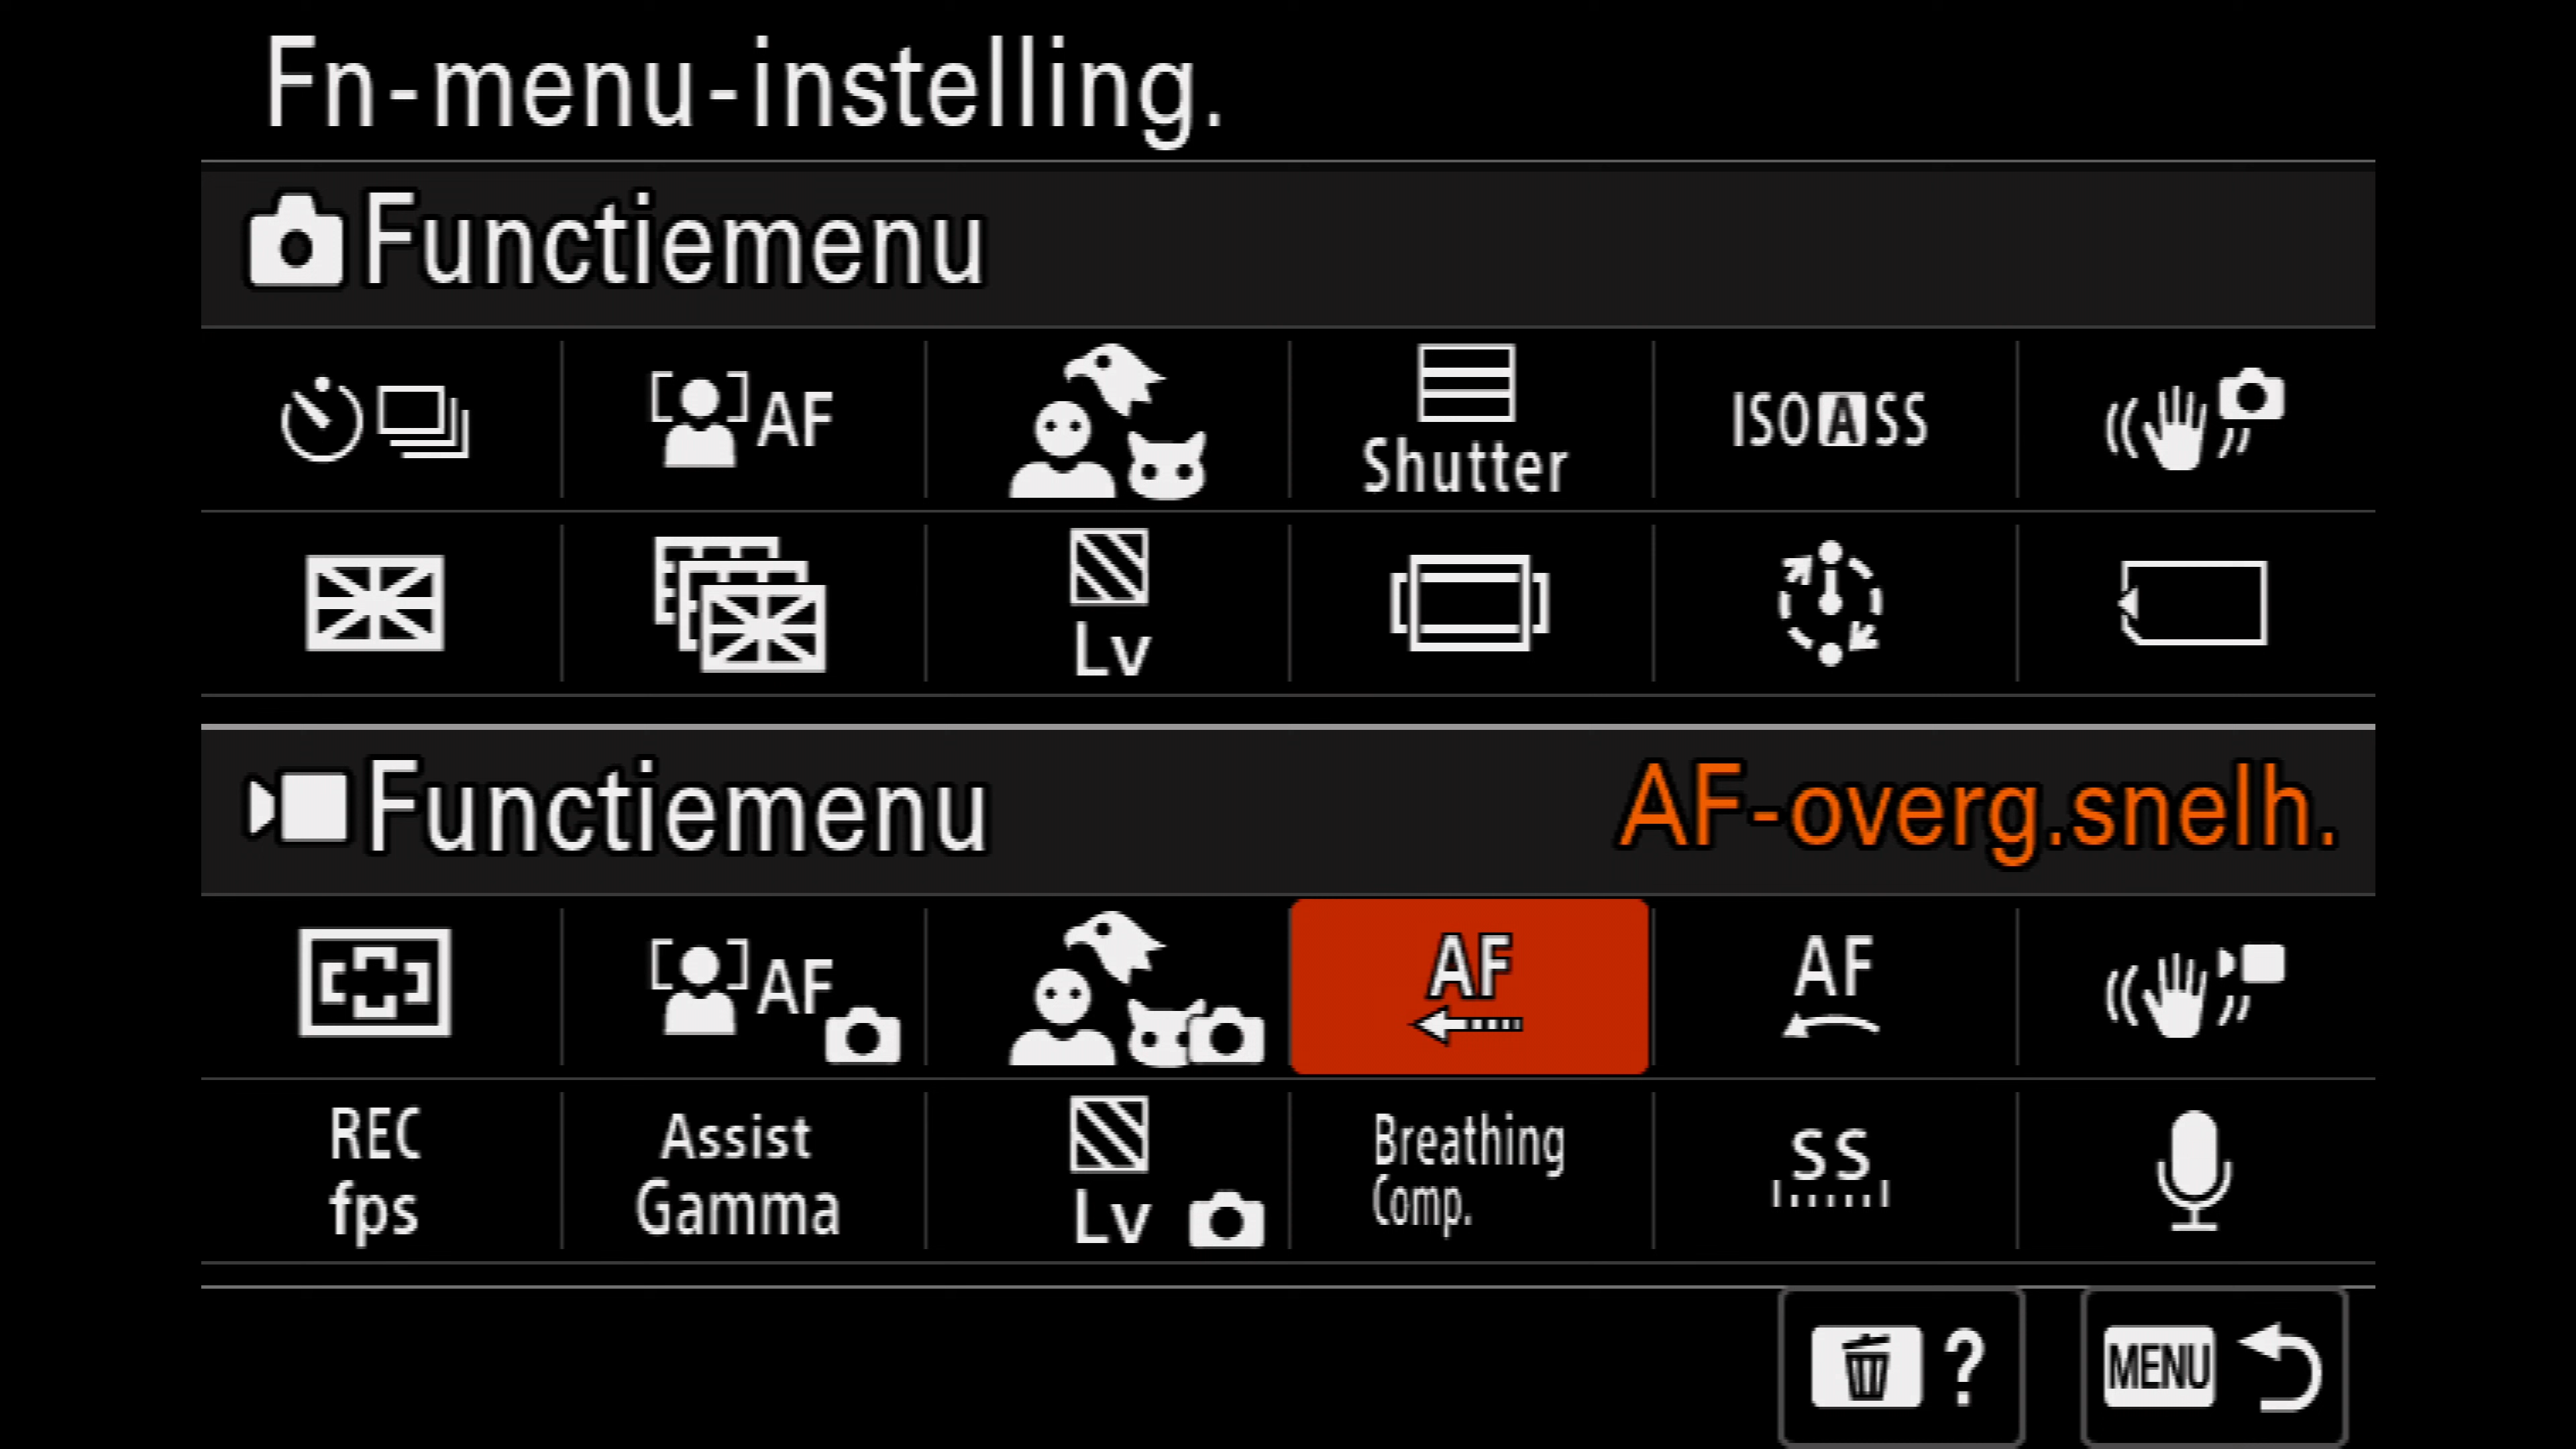 Fn-menu-instelling.
Functiemenu
AF
Shutter
ISO A SS
Lv
Functiemenu AF-overg.snelh.
AF AF AF
REC fps
Assist Gamma
Lv
Breathing Comp.
SS
? MENU